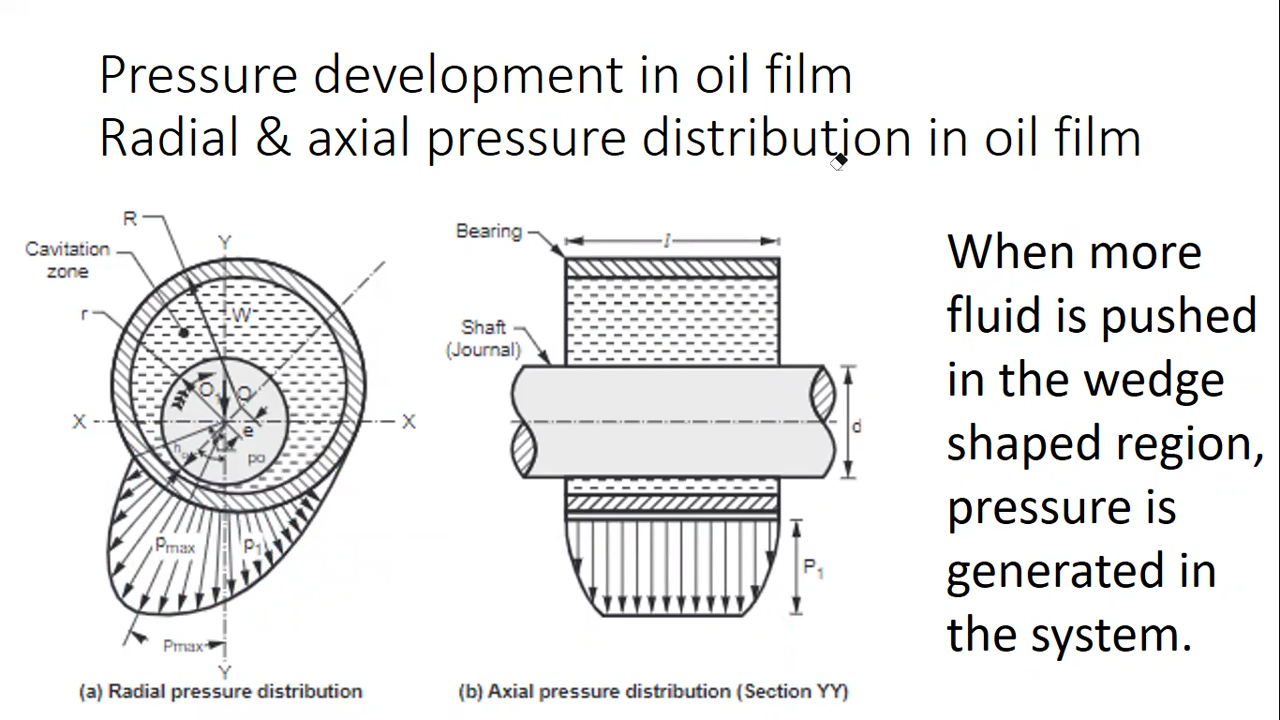 Pressure development in oil film
Radial & axial pressure distribution in oil film
R
Y
Cavitation
zone
r
W
O
X
X
e
po
Pmax
P1
Pmax
Y
(a) Radial pressure distribution
Bearing
l
Shaft
(Journal)
d
P1
(b) Axial pressure distribution (Section YY)
When more
fluid is pushed
in the wedge
shaped region,
pressure is
generated in
the system.